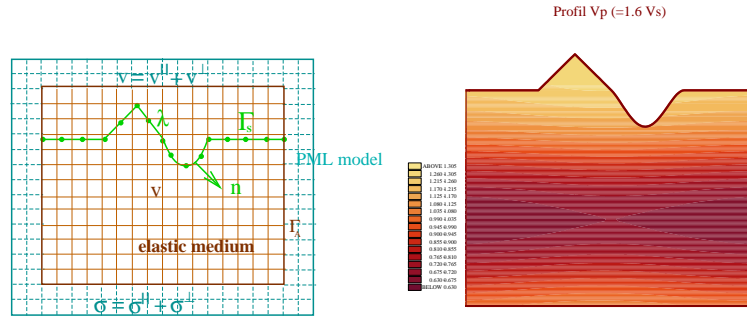 Profil Vp (=1.6 Vs)
v = v^|| + v^⊥
λ
Γs
PML model
v
n
ΓA
elastic medium
σ = σ^|| + σ^⊥
ABOVE 1.305
1.260 1.305
1.215 1.260
1.170 1.215
1.125 1.170
1.080 1.125
1.035 1.080
0.990 1.035
0.945 0.990
0.900 0.945
0.855 0.900
0.810 0.855
0.765 0.810
0.720 0.765
0.675 0.720
0.630 0.675
BELOW 0.630